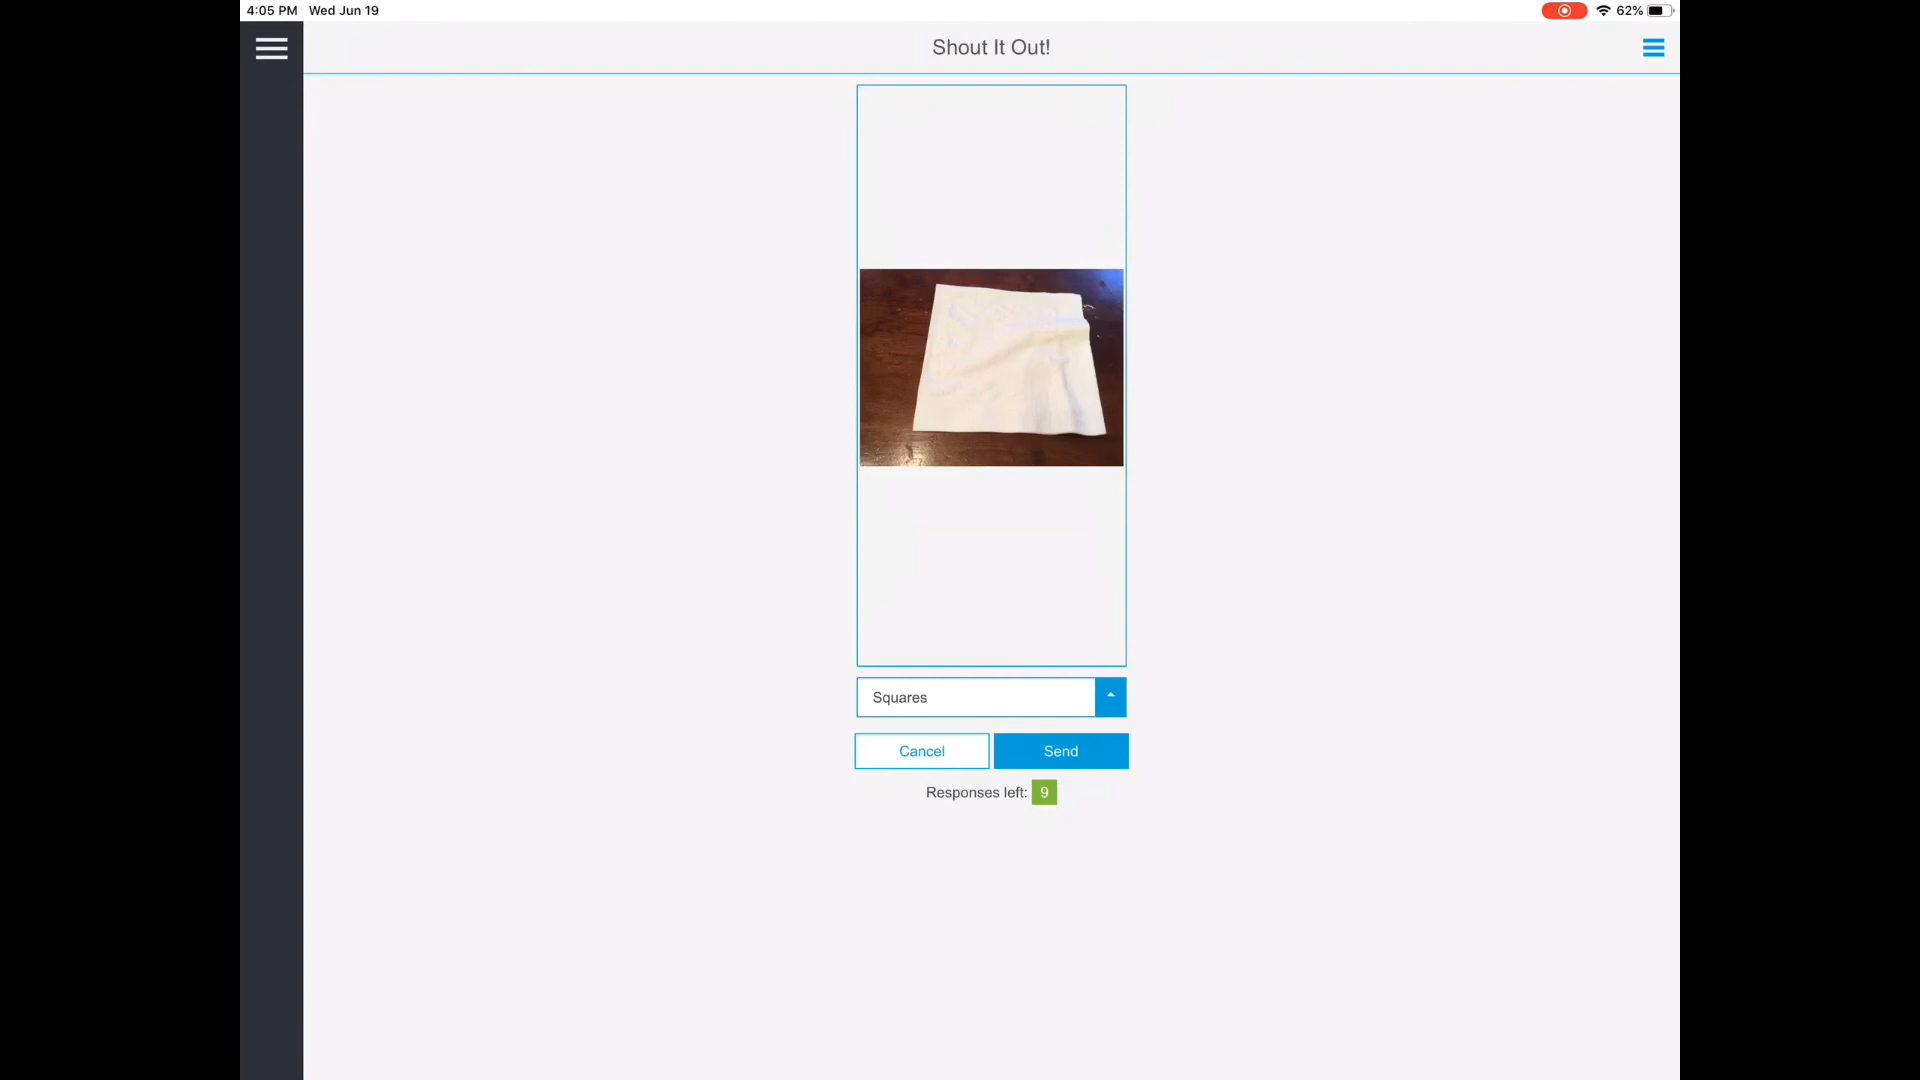 4:05 PM Wed Jun 19 62%
Shout It Out!
Squares
Cancel Send
Responses left: 9